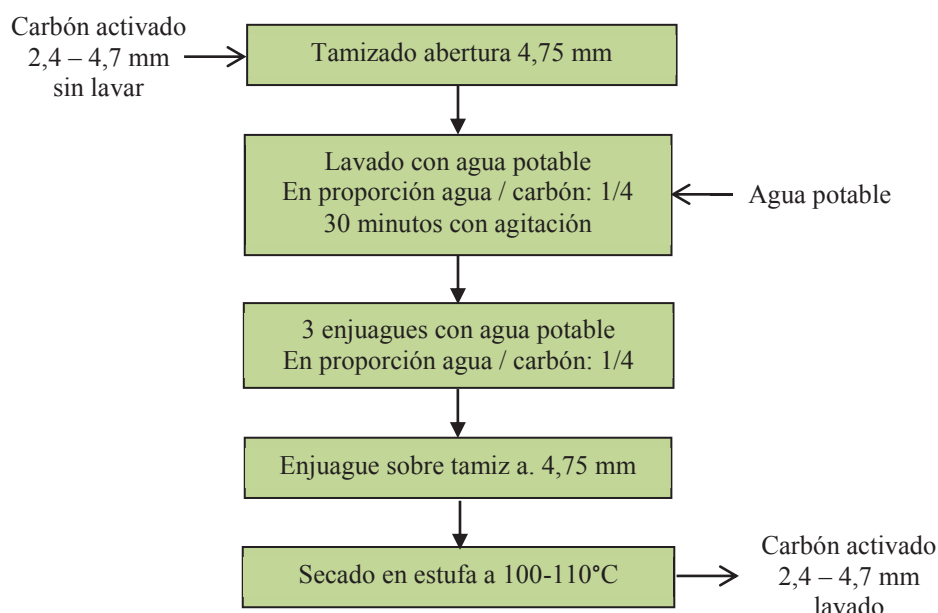 Carbón activado
2,4 – 4,7 mm
sin lavar
Tamizado abertura 4,75 mm
Lavado con agua potable
En proporción agua / carbón: 1/4
30 minutos con agitación
Agua potable
3 enjuagues con agua potable
En proporción agua / carbón: 1/4
Enjuague sobre tamiz a. 4,75 mm
Secado en estufa a 100-110°C
Carbón activado
2,4 – 4,7 mm
lavado